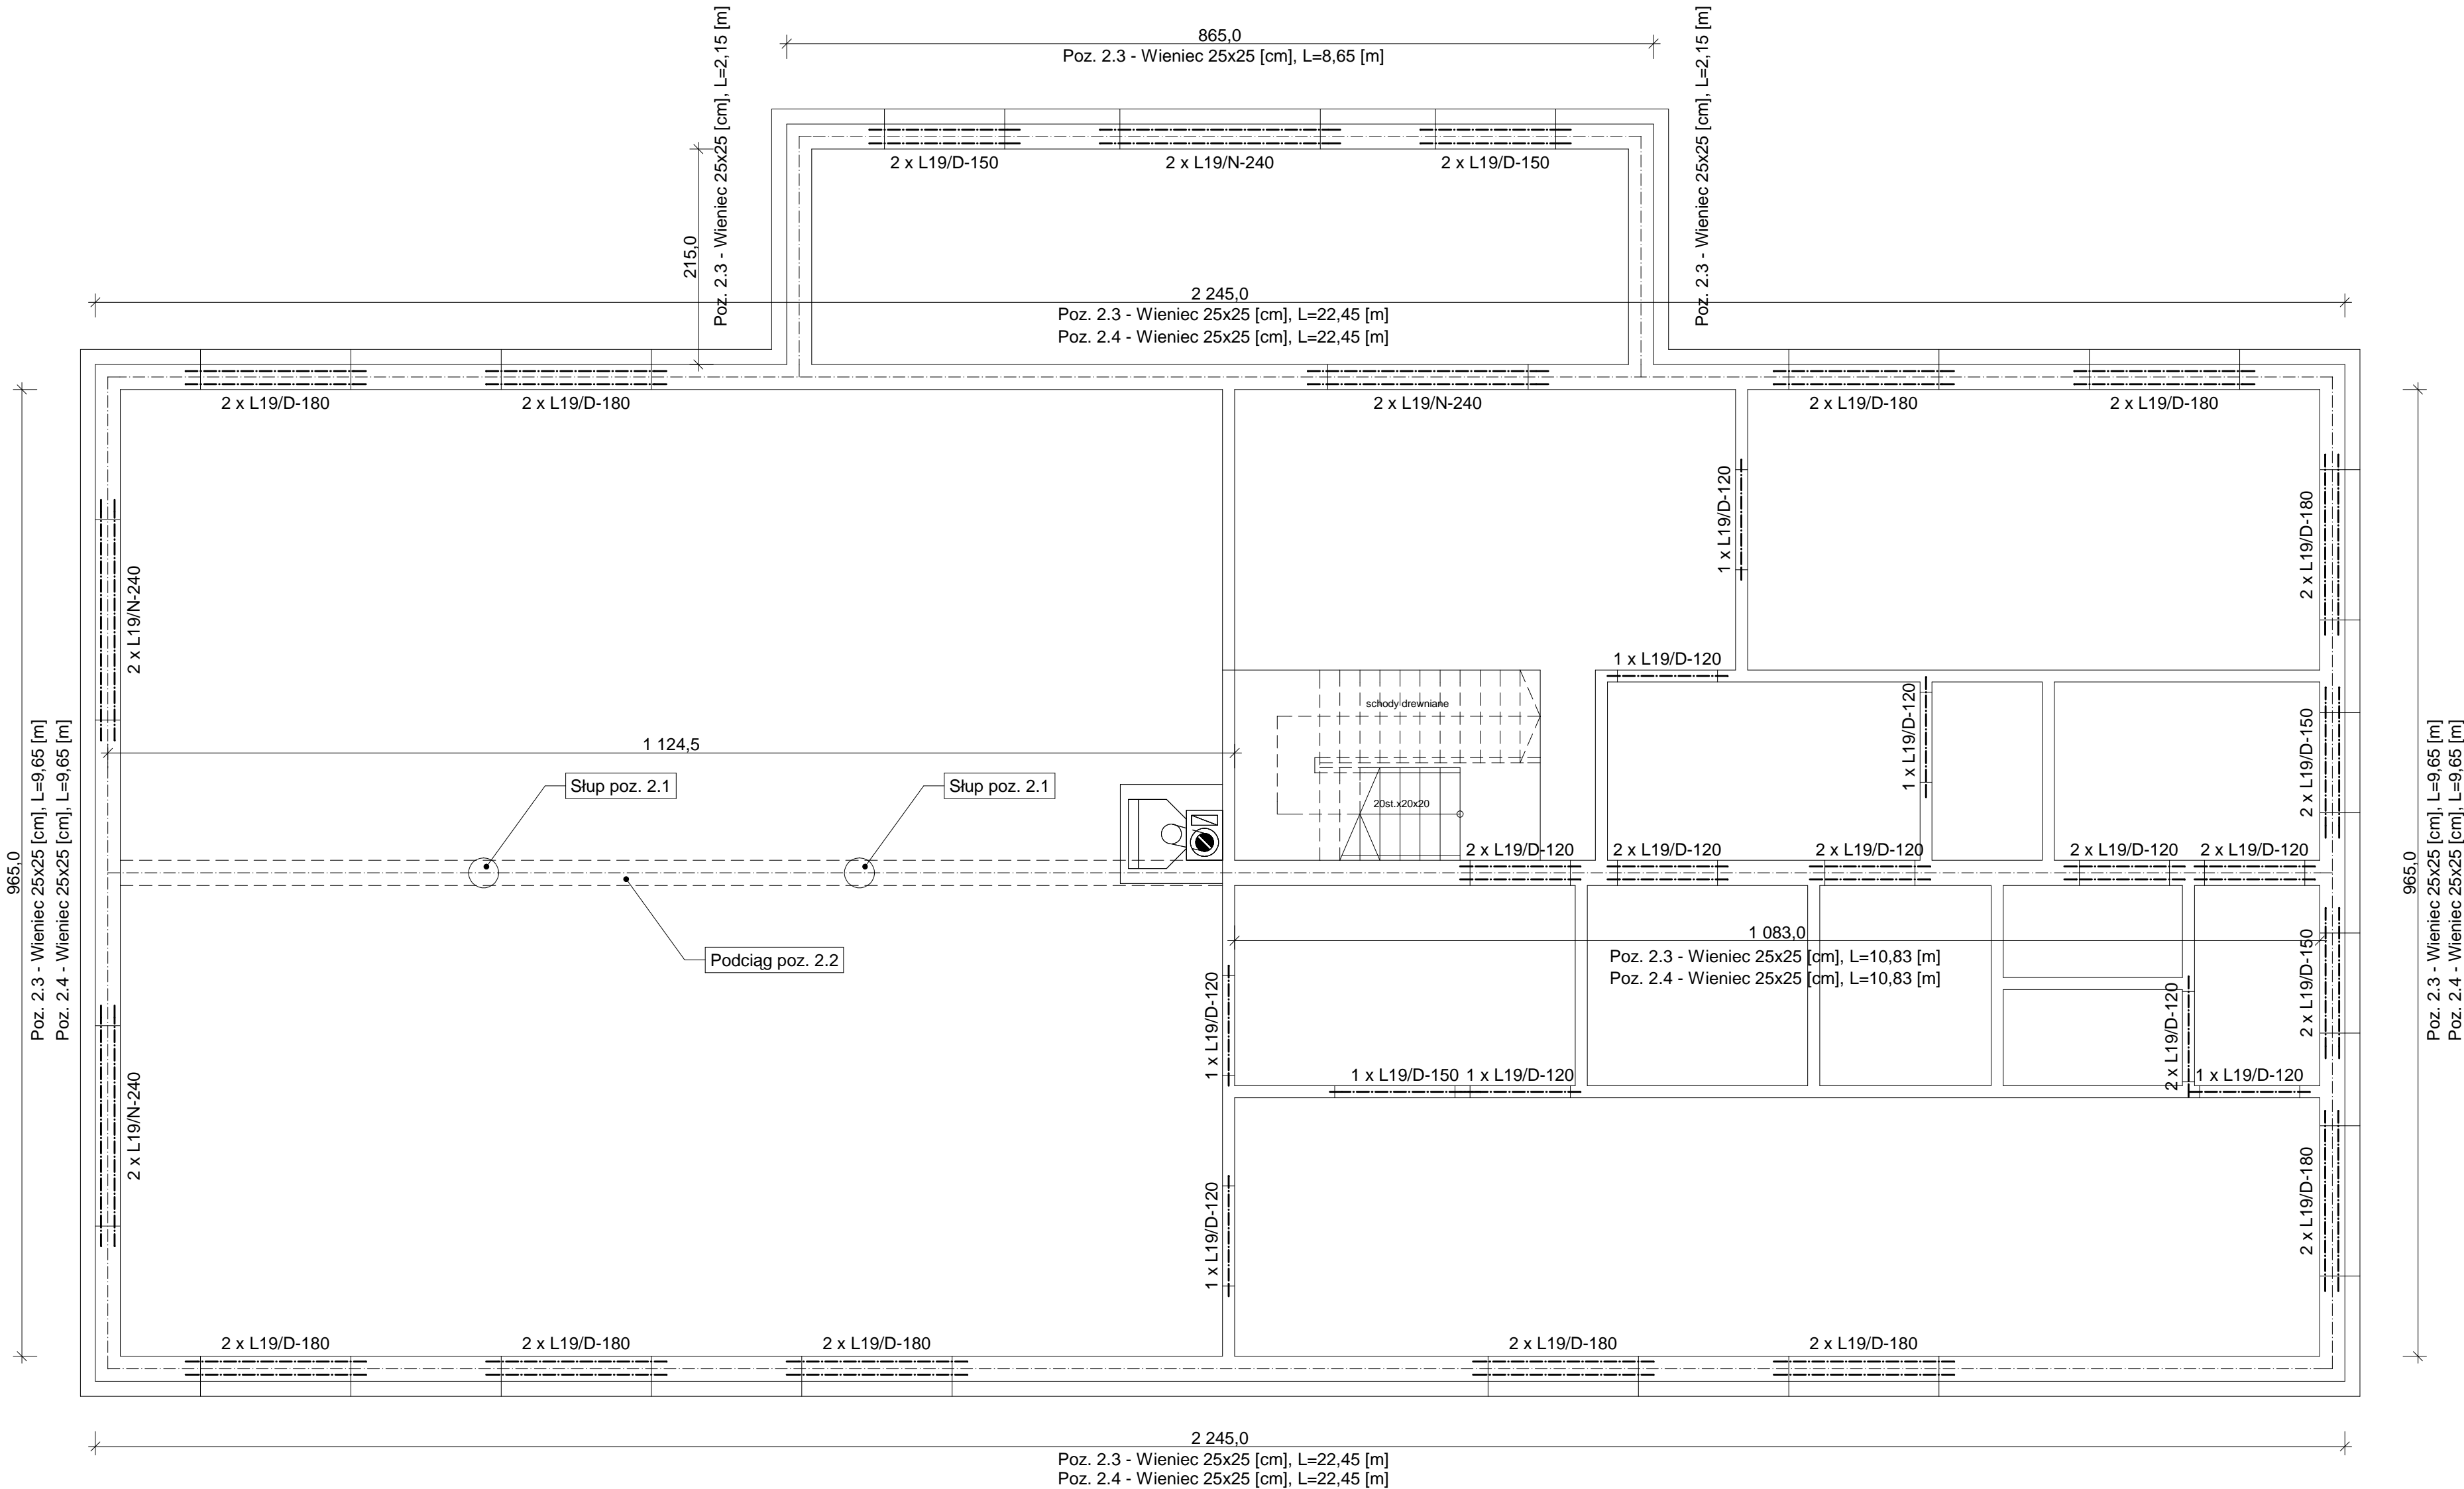 865,0
Poz. 2.3 - Wieniec 25x25 [cm], L=8,65 [m]
Poz. 2.3 - Wieniec 25x25 [cm], L=2,15 [m]
Poz. 2.3 - Wieniec 25x25 [cm], L=2,15 [m]
2 x L19/D-150
2 x L19/N-240
2 x L19/D-150
215,0
2 245,0
Poz. 2.3 - Wieniec 25x25 [cm], L=22,45 [m]
Poz. 2.4 - Wieniec 25x25 [cm], L=22,45 [m]
2 x L19/D-180
2 x L19/D-180
2 x L19/N-240
2 x L19/D-180
2 x L19/D-180
1 x L19/D-120
2 x L19/D-180
2 x L19/N-240
1 x L19/D-120
schody drewniane
1 x L19/D-120
2 x L19/D-150
1 124,5
Słup poz. 2.1
Słup poz. 2.1
20st.x20x20
2 x L19/D-120
2 x L19/D-120
2 x L19/D-120
2 x L19/D-120
2 x L19/D-120
965,0
Poz. 2.3 - Wieniec 25x25 [cm], L=9,65 [m]
Poz. 2.4 - Wieniec 25x25 [cm], L=9,65 [m]
965,0
Poz. 2.3 - Wieniec 25x25 [cm], L=9,65 [m]
Poz. 2.4 - Wieniec 25x25 [cm], L=9,65 [m]
Podciąg poz. 2.2
1 083,0
Poz. 2.3 - Wieniec 25x25 [cm], L=10,83 [m]
Poz. 2.4 - Wieniec 25x25 [cm], L=10,83 [m]
2 x L19/D-150
1 x L19/D-120
2 x L19/D-120
1 x L19/D-150
1 x L19/D-120
1 x L19/D-120
2 x L19/N-240
1 x L19/D-120
2 x L19/D-180
2 x L19/D-180
2 x L19/D-180
2 x L19/D-180
2 x L19/D-180
2 x L19/D-180
2 245,0
Poz. 2.3 - Wieniec 25x25 [cm], L=22,45 [m]
Poz. 2.4 - Wieniec 25x25 [cm], L=22,45 [m]